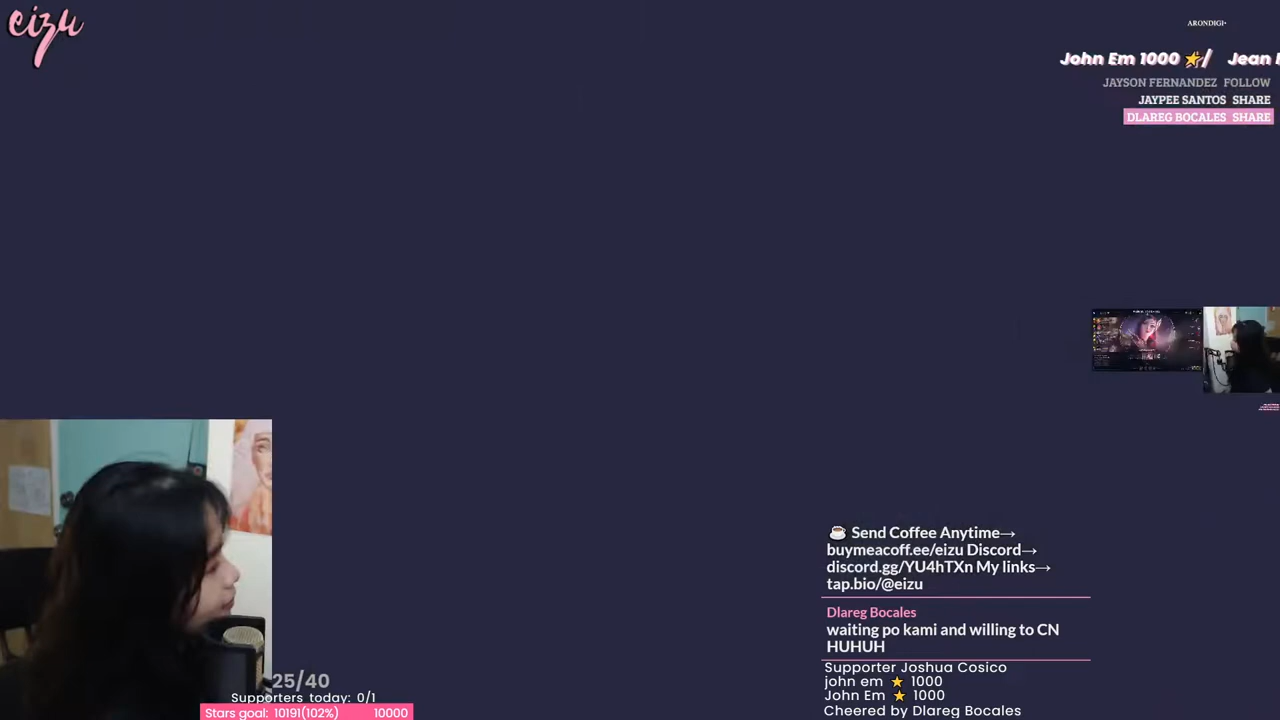 eizu
ARONDIGI-
John Em 1000 ⭐/ Jean
JAYSON FERNANDEZ FOLLOW
JAYPEE SANTOS SHARE
DLAREG BOCALES SHARE
☕ Send Coffee Anytime→
buymeacoff.ee/eizu Discord→
discord.gg/YU4hTXn My links→
tap.bio/@eizu
Dlareg Bocales
waiting po kami and willing to CN
HUHUH
Supporter Joshua Cosico
john em ⭐ 1000
John Em ⭐ 1000
Cheered by Dlareg Bocales
25/40
Supporters today: 0/1
Stars goal: 10191(102%) 10000